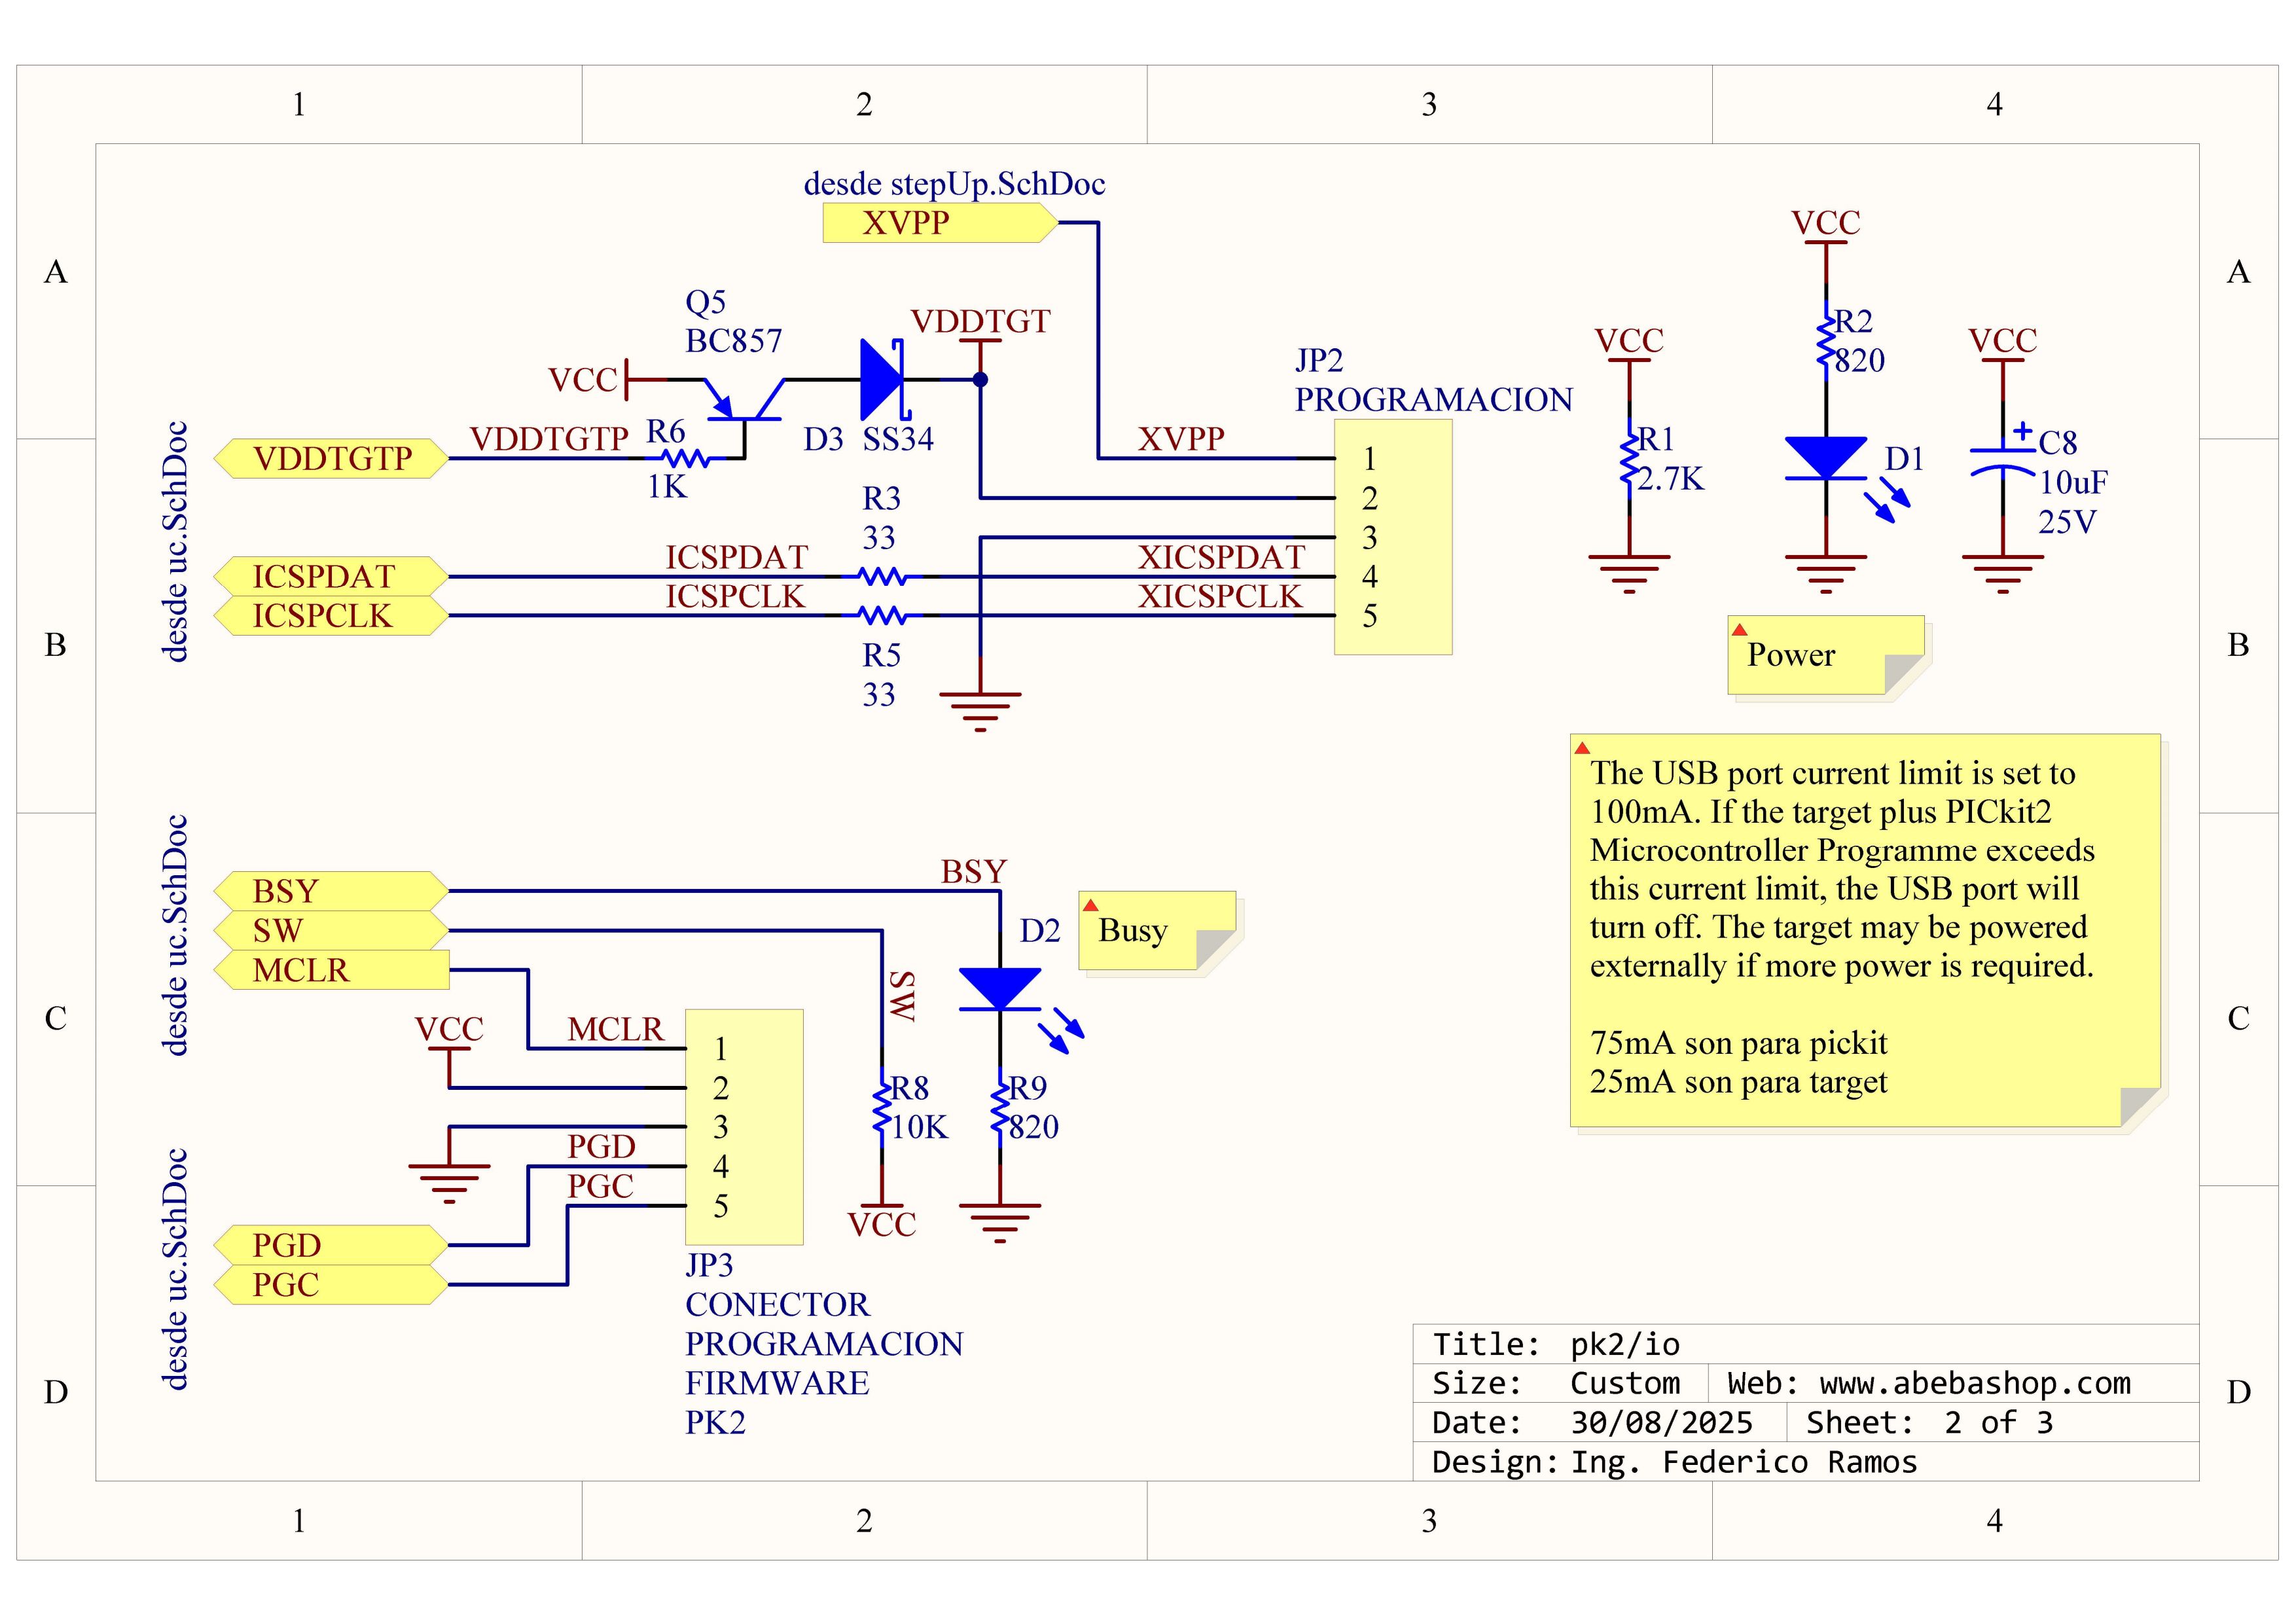 1
2
3
4
A
A
desde stepUp.SchDoc
XVPP
VCC
Q5
BC857
VDDTGT
R2
820
VCC
VCC
JP2
PROGRAMACION
VCC
desde uc.SchDoc
VDDTGTP
VDDTGTP
R6
1K
D3
SS34
XVPP
1
2
3
4
5
R1
2.7K
D1
C8
10uF
25V
R3
33
ICSPDAT
ICSPDAT
XICSPDAT
ICSPCLK
ICSPCLK
XICSPCLK
R5
33
B
B
Power
The USB port current limit is set to
100mA. If the target plus PICkit2
Microcontroller Programme exceeds
this current limit, the USB port will
turn off. The target may be powered
externally if more power is required.
75mA son para pickit
25mA son para target
desde uc.SchDoc
BSY
SW
MCLR
BSY
D2
Busy
SW
C
C
VCC
MCLR
1
2
3
4
5
R8
10K
R9
820
PGD
PGC
VCC
desde uc.SchDoc
PGD
PGC
JP3
CONECTOR
PROGRAMACION
FIRMWARE
PK2
D
D
Title: pk2/io
Size: Custom
Web: www.abebashop.com
Date: 30/08/2025
Sheet: 2 of 3
Design: Ing. Federico Ramos
1
2
3
4